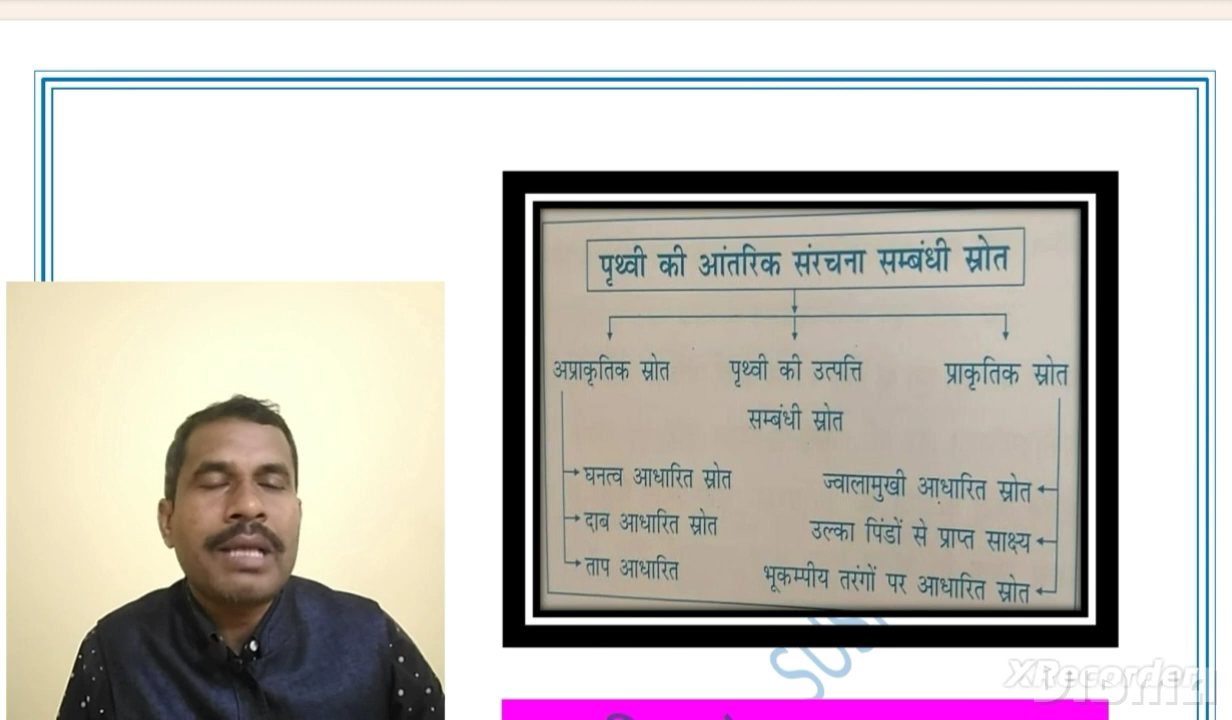 पृथ्वी की आंतरिक संरचना सम्बंधी स्रोत
अप्राकृतिक स्रोत पृथ्वी की उत्पत्ति प्राकृतिक स्रोत
सम्बंधी स्रोत
घनत्व आधारित स्रोत
ज्वालामुखी आधारित स्रोत
दाब आधारित स्रोत
उल्का पिंडों से प्राप्त साक्ष्य
ताप आधारित
भूकम्पीय तरंगों पर आधारित स्रोत
XRecorder